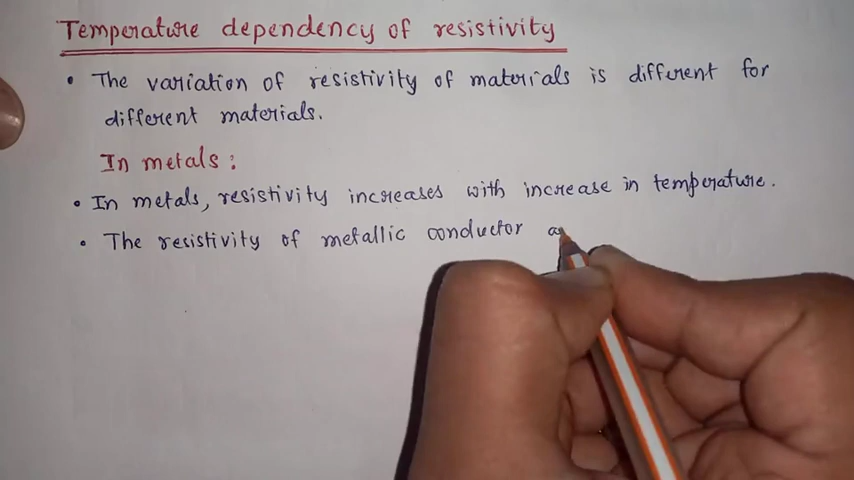 Temperature dependency of resistivity
• The variation of resistivity of materials is different for
different materials.
In metals:
• In metals, resistivity increases with increase in temperature.
• The resistivity of metallic conductor a